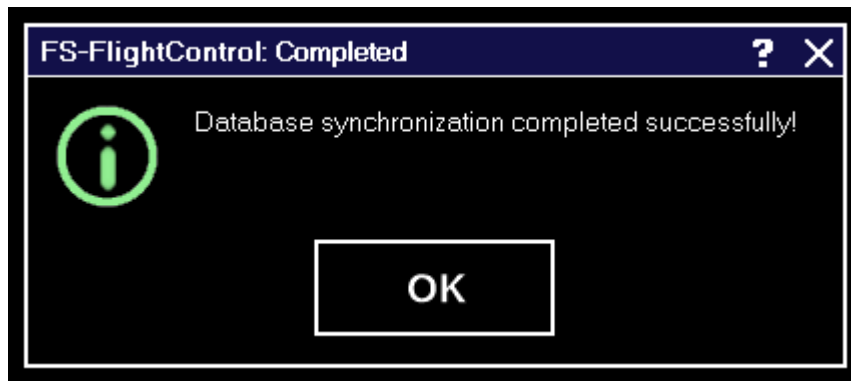 FS-FlightControl: Completed ? X
Database synchronization completed successfully!
OK